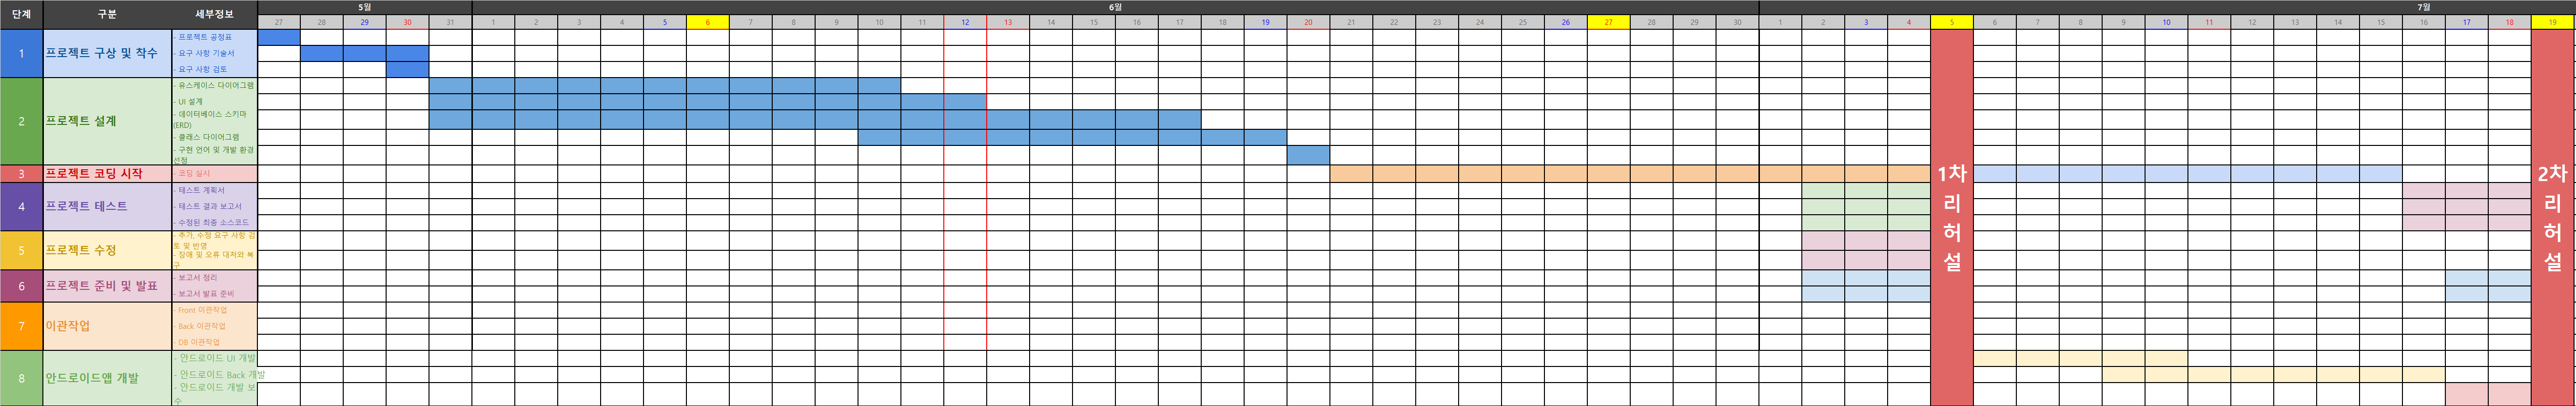 단계 구분 세부정보 5월 6월 7월
27 28 29 30 31 1 2 3 4 5 6 7 8 9 10 11 12 13 14 15 16 17 18 19 20 21 22 23 24 25 26 27 28 29 30 1 2 3 4 5 6 7 8 9 10 11 12 13 14 15 16 17 18 19
1 프로젝트 구상 및 착수
- 프로젝트 공정표
- 요구 사항 기술서
- 요구 사항 검토
2 프로젝트 설계
- 유스케이스 다이어그램
- UI 설계
- 데이터베이스 스키마
(ERD)
- 클래스 다이어그램
- 구현 언어 및 개발 환경
선정
3 프로젝트 코딩 시작
- 코딩 실시
4 프로젝트 테스트
- 테스트 계획서
- 테스트 결과 보고서
- 수정된 최종 소스코드
5 프로젝트 수정
- 추가, 수정 요구 사항 검
토 및 반영
- 장애 및 오류 대처와 복
구
6 프로젝트 준비 및 발표
- 보고서 정리
- 보고서 발표 준비
7 이관작업
- Front 이관작업
- Back 이관작업
- DB 이관작업
8 안드로이드앱 개발
- 안드로이드 UI 개발
- 안드로이드 Back 개발
- 안드로이드 개발 보
수
1차
리
허
설
2차
리
허
설